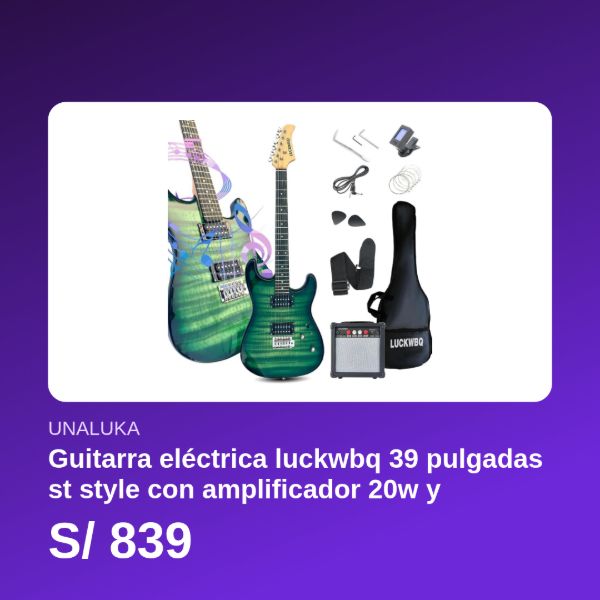 LUCKWBQ
UNALUKA
Guitarra eléctrica luckwbq 39 pulgadas
st style con amplificador 20w y
S/ 839